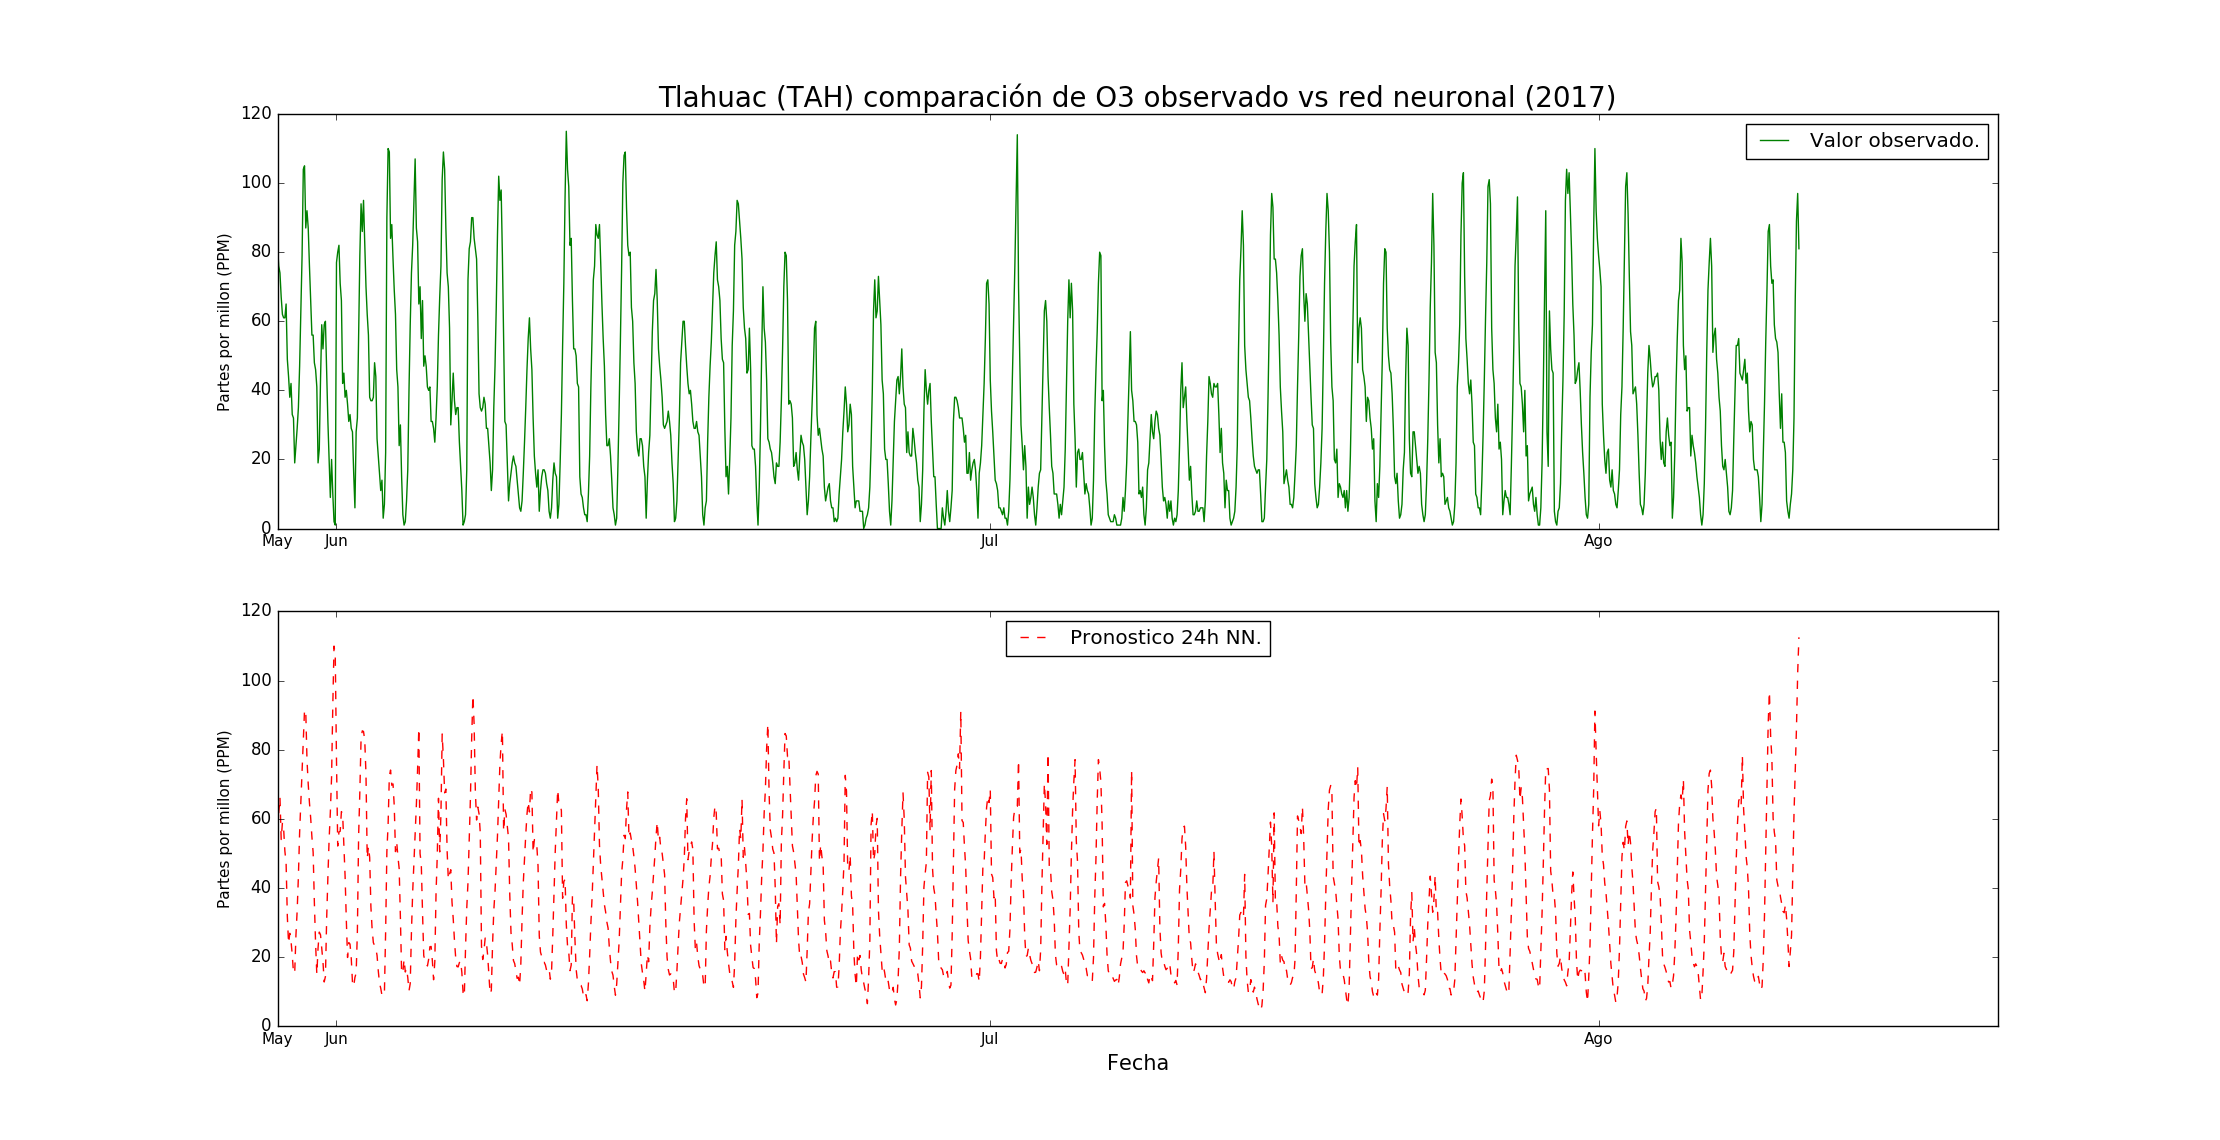 Tlahuac (TAH) comparación de O3 observado vs red neuronal (2017)
120
100
80
60
40
20
0
Partes por millon (PPM)
Valor observado.
May Jun Jul Ago
120
100
80
60
40
20
0
Partes por millon (PPM)
Pronostico 24h NN.
May Jun Jul Ago
Fecha